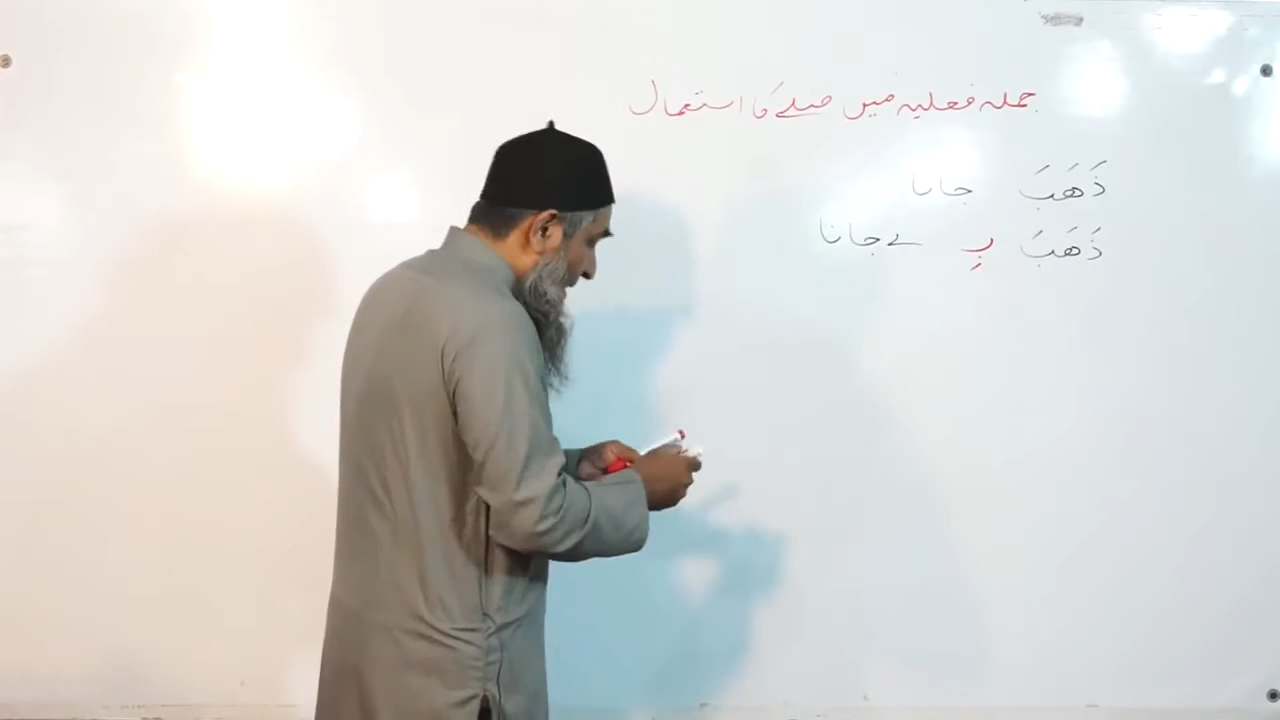 جملہ فعلیہ میں صلے کا استعمال
ذَهَبَ جانا
ذَهَبَ بِ لے جانا